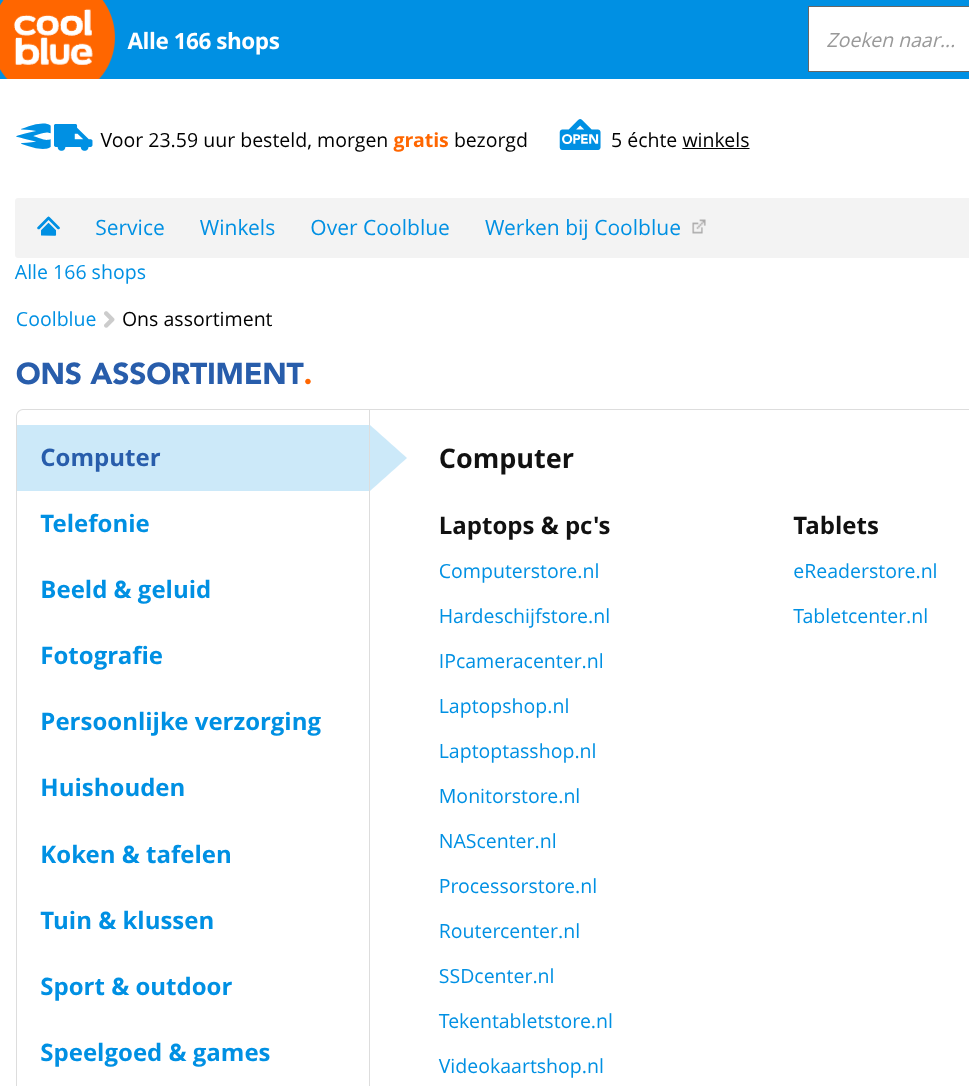 cool
blue
Alle 166 shops
Zoeken naar...
Voor 23.59 uur besteld, morgen gratis bezorgd
OPEN
5 échte winkels
Service
Winkels
Over Coolblue
Werken bij Coolblue
Alle 166 shops
Coolblue
Ons assortiment
ONS ASSORTIMENT.
Computer
Telefonie
Beeld & geluid
Fotografie
Persoonlijke verzorging
Huishouden
Koken & tafelen
Tuin & klussen
Sport & outdoor
Speelgoed & games
Computer
Laptops & pc's
Computerstore.nl
Hardeschijfstore.nl
IPcameracenter.nl
Laptopshop.nl
Laptoptasshop.nl
Monitorstore.nl
NAScenter.nl
Processorstore.nl
Routercenter.nl
SSDcenter.nl
Tekentabletstore.nl
Videokaartshop.nl
Tablets
eReaderstore.nl
Tabletcenter.nl